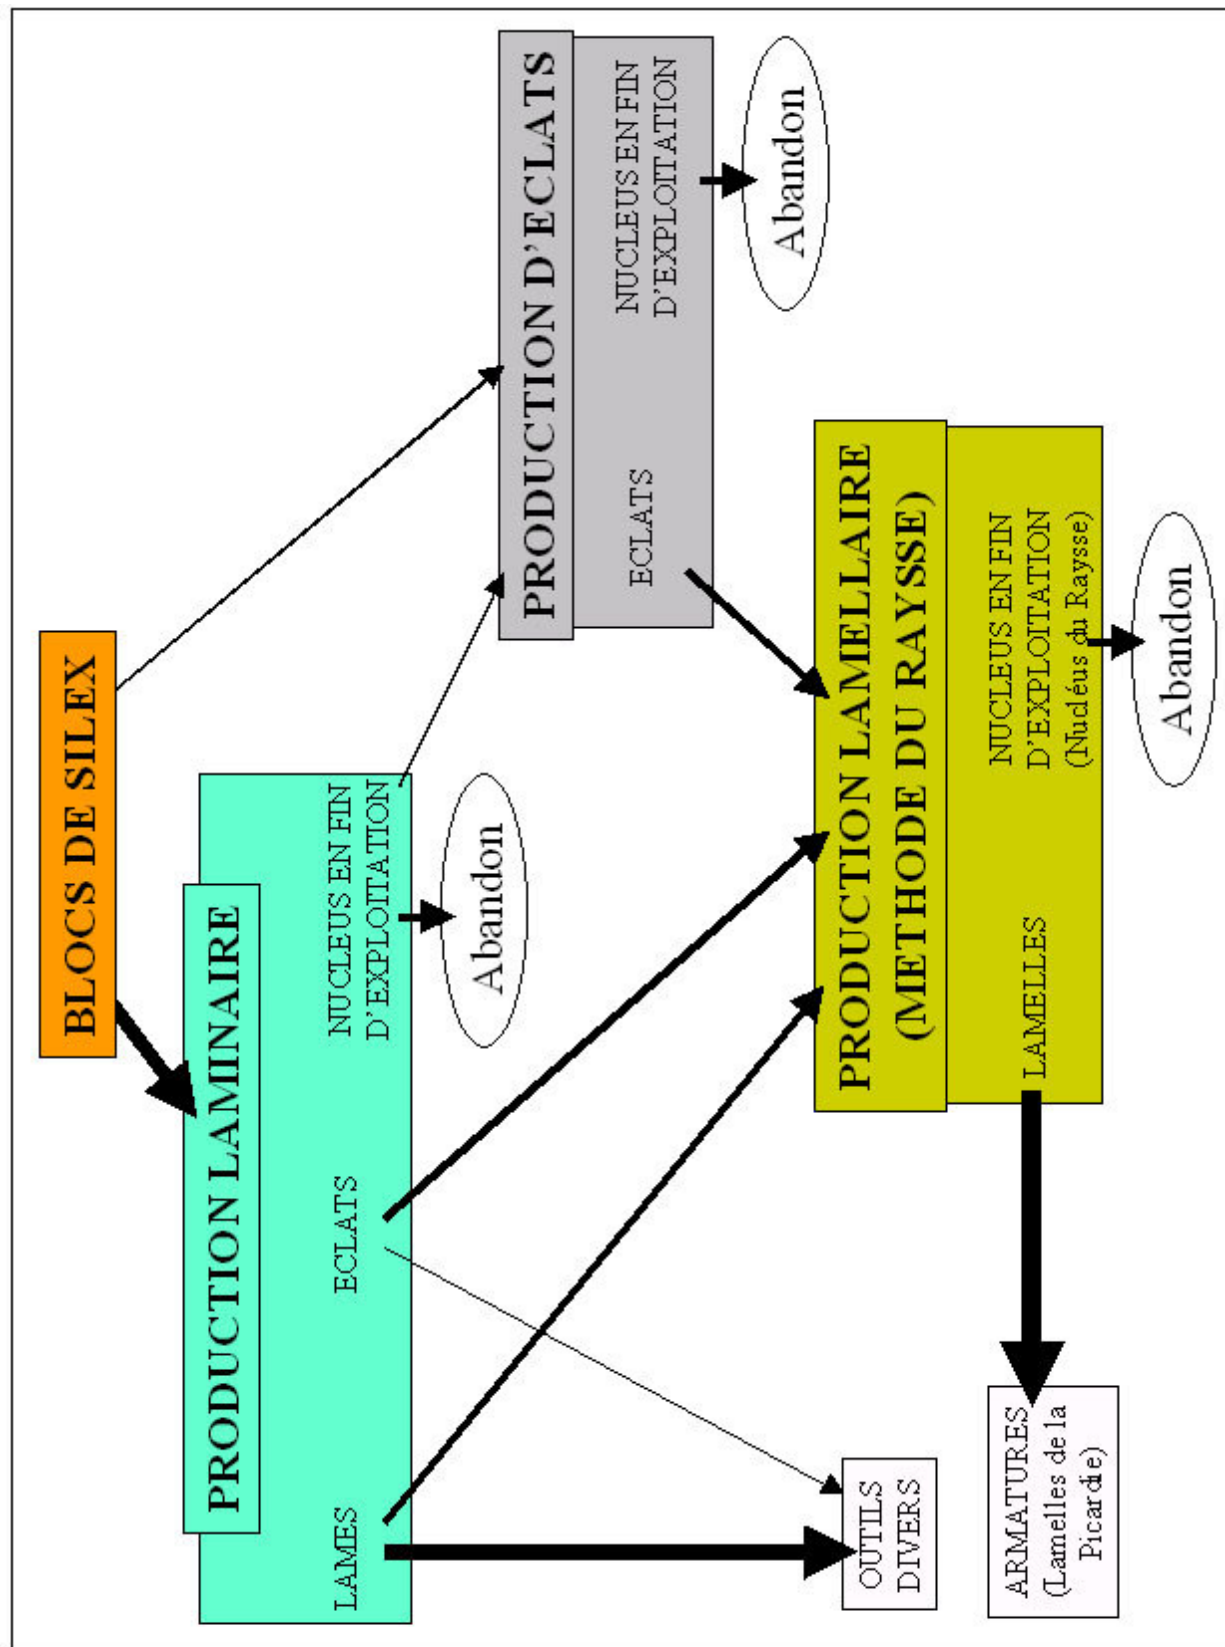 BLOCS DE SILEX
PRODUCTION LAMINAIRE
LAMES
ECLATS
NUCLEUS EN FIN
D'EXPLOITATION
Abandon
PRODUCTION D'ECLATS
ECLATS
NUCLEUS EN FIN
D'EXPLOITATION
Abandon
PRODUCTION LAMELLAIRE
(METHODE DU RAYSSE)
LAMELLES
NUCLEUS EN FIN
D'EXPLOITATION
(Nucléus du Raysse)
Abandon
OUTILS
DIVERS
ARMATURES
(Lamelles de la
Picardie)